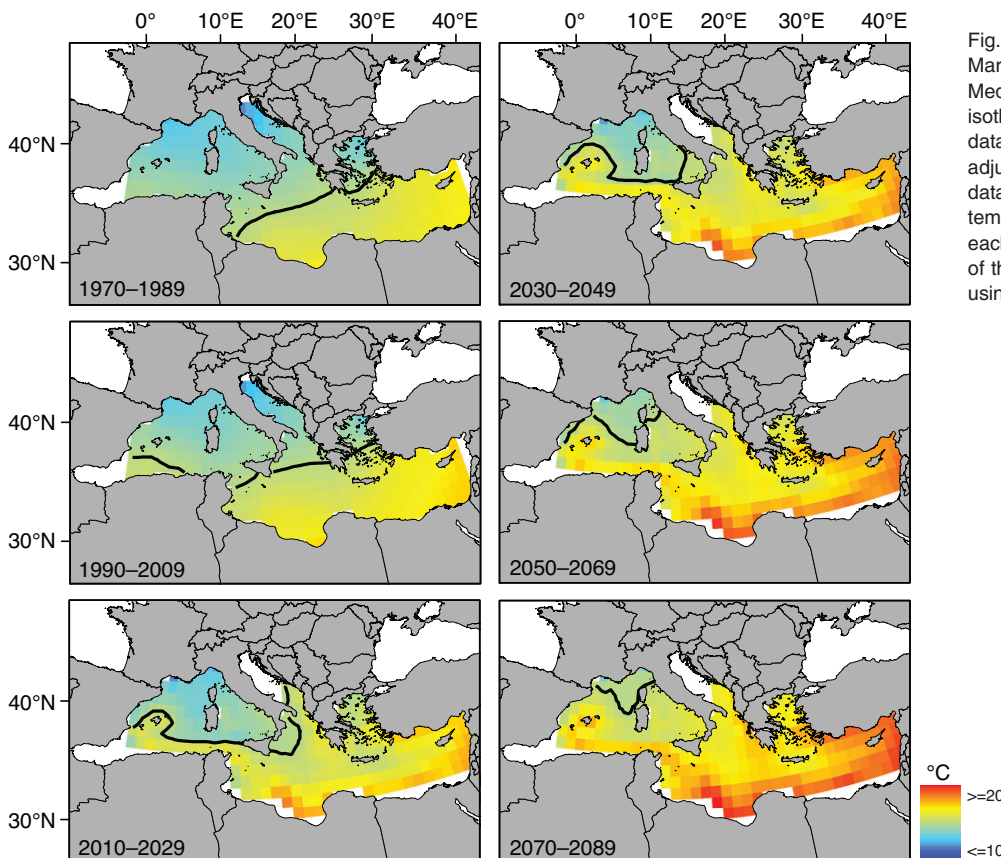 0° 10°E 20°E 30°E 40°E
0° 10°E 20°E 30°E 40°E
40°N
30°N
1970–1989
2030–2049
40°N
30°N
1990–2009
2050–2069
40°N
30°N
2010–2029
2070–2089
°C
>=20
<=10
Fig.
Mar
Med
isoth
data
adju
data
tem
each
of th
usin